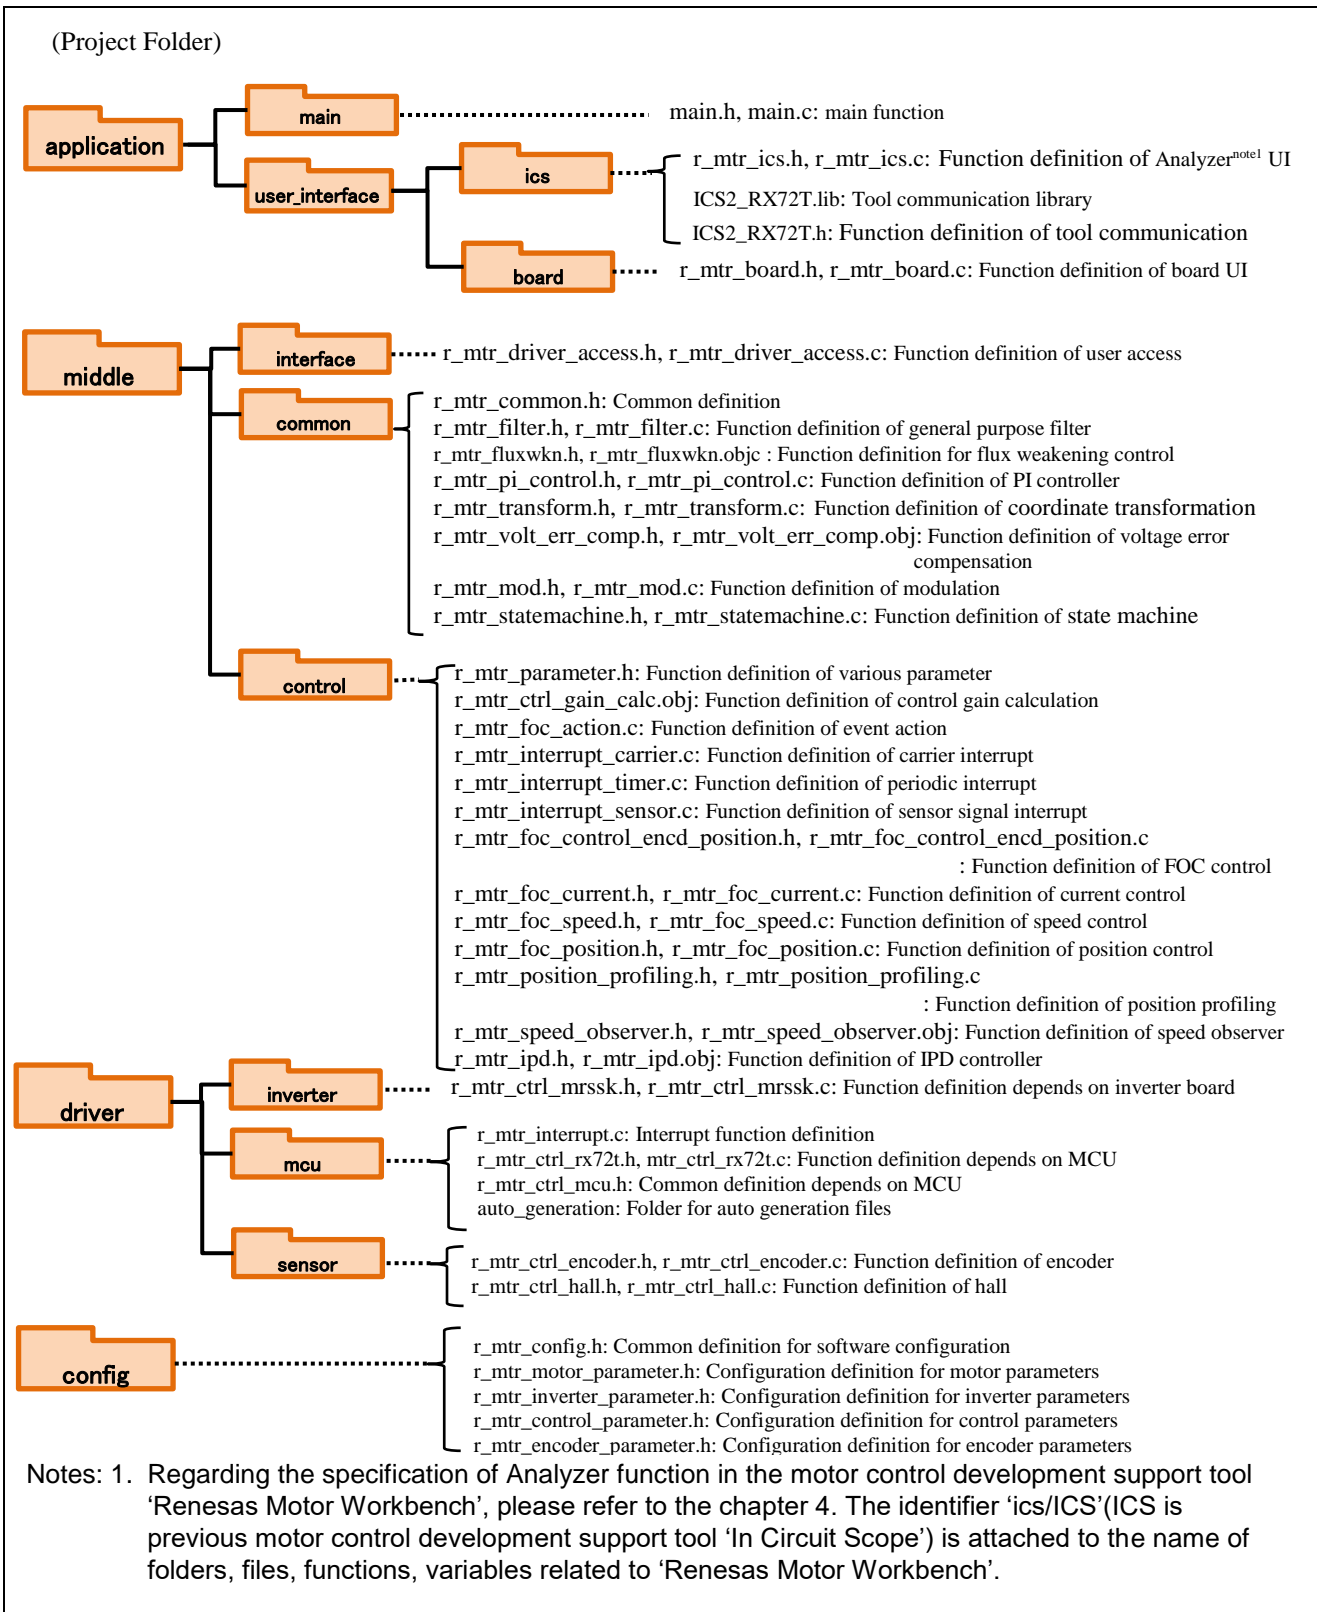 (Project Folder)
application
main
main.h, main.c: main function
user_interface
ics
r_mtr_ics.h, r_mtr_ics.c: Function definition of Analyzernote1 UI
ICS2_RX72T.lib: Tool communication library
ICS2_RX72T.h: Function definition of tool communication
board
r_mtr_board.h, r_mtr_board.c: Function definition of board UI
middle
interface
r_mtr_driver_access.h, r_mtr_driver_access.c: Function definition of user access
common
r_mtr_common.h: Common definition
r_mtr_filter.h, r_mtr_filter.c: Function definition of general purpose filter
r_mtr_fluxwkn.h, r_mtr_fluxwkn.objc : Function definition for flux weakening control
r_mtr_pi_control.h, r_mtr_pi_control.c: Function definition of PI controller
r_mtr_transform.h, r_mtr_transform.c: Function definition of coordinate transformation
r_mtr_volt_err_comp.h, r_mtr_volt_err_comp.obj: Function definition of voltage error
compensation
r_mtr_mod.h, r_mtr_mod.c: Function definition of modulation
r_mtr_statemachine.h, r_mtr_statemachine.c: Function definition of state machine
control
r_mtr_parameter.h: Function definition of various parameter
r_mtr_ctrl_gain_calc.obj: Function definition of control gain calculation
r_mtr_foc_action.c: Function definition of event action
r_mtr_interrupt_carrier.c: Function definition of carrier interrupt
r_mtr_interrupt_timer.c: Function definition of periodic interrupt
r_mtr_interrupt_sensor.c: Function definition of sensor signal interrupt
r_mtr_foc_control_encd_position.h, r_mtr_foc_control_encd_position.c
: Function definition of FOC control
r_mtr_foc_current.h, r_mtr_foc_current.c: Function definition of current control
r_mtr_foc_speed.h, r_mtr_foc_speed.c: Function definition of speed control
r_mtr_foc_position.h, r_mtr_foc_position.c: Function definition of position control
r_mtr_position_profiling.h, r_mtr_position_profiling.c
: Function definition of position profiling
r_mtr_speed_observer.h, r_mtr_speed_observer.obj: Function definition of speed observer
r_mtr_ipd.h, r_mtr_ipd.obj: Function definition of IPD controller
driver
inverter
r_mtr_ctrl_mrssk.h, r_mtr_ctrl_mrssk.c: Function definition depends on inverter board
mcu
r_mtr_interrupt.c: Interrupt function definition
r_mtr_ctrl_rx72t.h, mtr_ctrl_rx72t.c: Function definition depends on MCU
r_mtr_ctrl_mcu.h: Common definition depends on MCU
auto_generation: Folder for auto generation files
sensor
r_mtr_ctrl_encoder.h, r_mtr_ctrl_encoder.c: Function definition of encoder
r_mtr_ctrl_hall.h, r_mtr_ctrl_hall.c: Function definition of hall
config
r_mtr_config.h: Common definition for software configuration
r_mtr_motor_parameter.h: Configuration definition for motor parameters
r_mtr_inverter_parameter.h: Configuration definition for inverter parameters
r_mtr_control_parameter.h: Configuration definition for control parameters
r_mtr_encoder_parameter.h: Configuration definition for encoder parameters
Notes: 1. Regarding the specification of Analyzer function in the motor control development support tool
‘Renesas Motor Workbench’, please refer to the chapter 4. The identifier ‘ics/ICS’(ICS is
previous motor control development support tool ‘In Circuit Scope’) is attached to the name of
folders, files, functions, variables related to ‘Renesas Motor Workbench’.